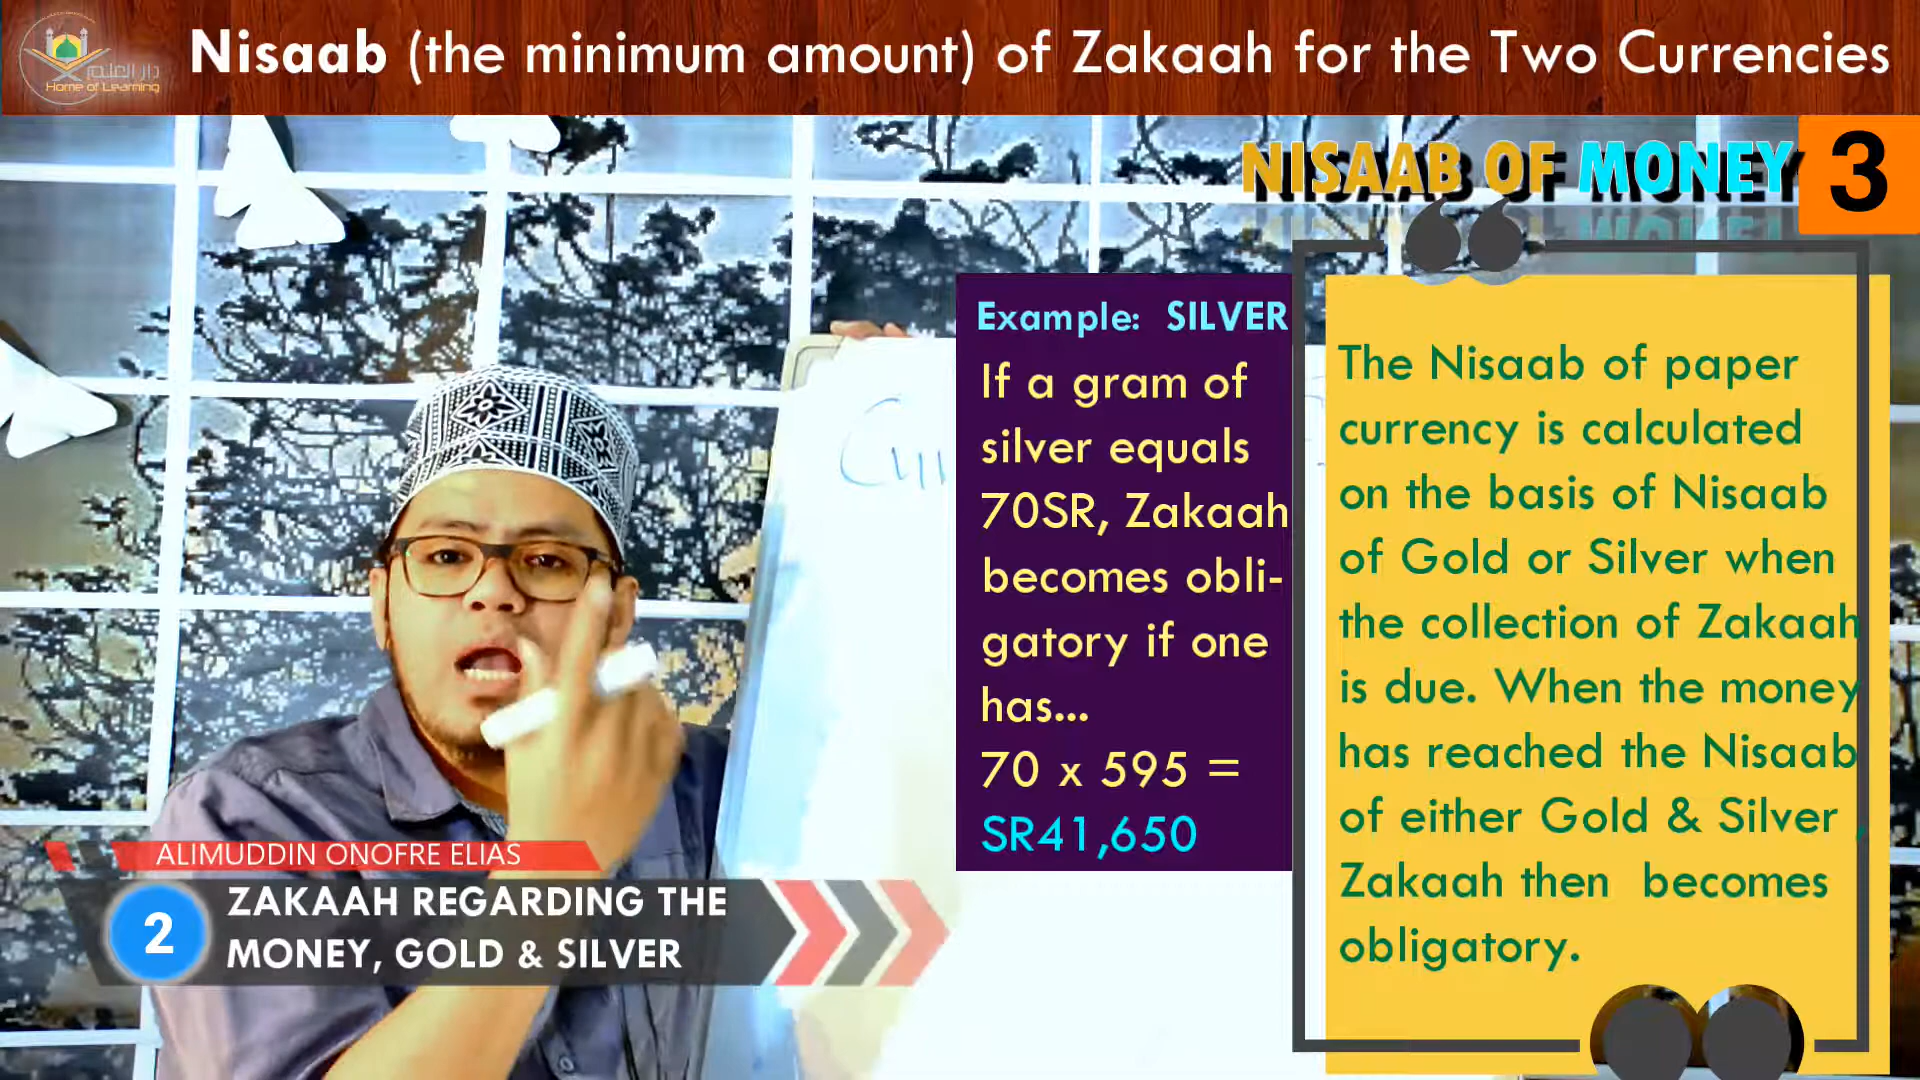 دار العلم
Home of Learning
Nisaab (the minimum amount) of Zakaah for the Two Currencies
NISAAB OF MONEY 3
Example: SILVER
If a gram of
silver equals
70SR, Zakaah
becomes obli-
gatory if one
has...
70 x 595 =
SR41,650
The Nisaab of paper
currency is calculated
on the basis of Nisaab
of Gold or Silver when
the collection of Zakaah
is due. When the money
has reached the Nisaab
of either Gold & Silver ,
Zakaah then becomes
obligatory.
ALIMUDDIN ONOFRE ELIAS
2
ZAKAAH REGARDING THE
MONEY, GOLD & SILVER